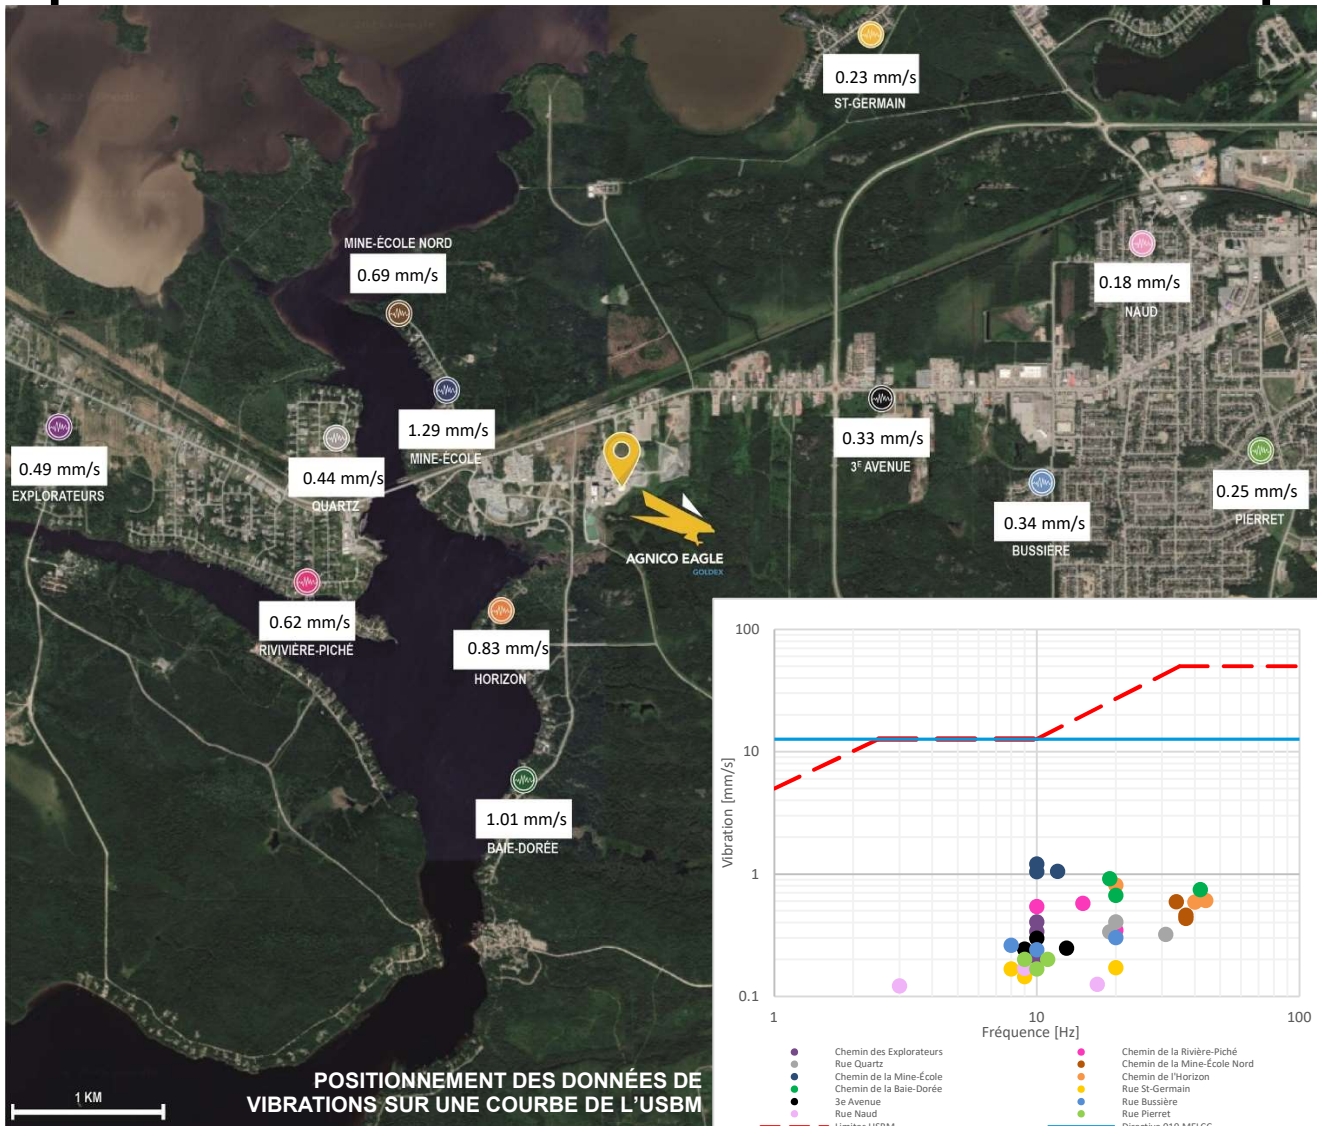 0.23 mm/s
ST-GERMAIN
MINE-ÉCOLE NORD
0.69 mm/s
0.18 mm/s
NAUD
1.29 mm/s
MINE-ÉCOLE
0.49 mm/s
EXPLORATEURS
0.44 mm/s
QUARTZ
0.33 mm/s
3E AVENUE
0.34 mm/s
BUSSIÈRE
0.25 mm/s
PIERRET
AGNICO EAGLE
GOLDEX
0.62 mm/s
RIVIVIÈRE-PICHÉ
0.83 mm/s
HORIZON
1.01 mm/s
BAIE-DORÉE
1 KM
POSITIONNEMENT DES DONNÉES DE
VIBRATIONS SUR UNE COURBE DE L'USBM
100
10
1
0.1
Vibration [mm/s]
1
10
100
Fréquence [Hz]
Chemin des Explorateurs
Chemin de la Rivière-Piché
Rue Quartz
Chemin de la Mine-École Nord
Chemin de la Mine-École
Chemin de l'Horizon
Chemin de la Baie-Dorée
Rue St-Germain
3e Avenue
Rue Bussière
Rue Naud
Rue Pierret
Limites USBM
Directive 019 MELCC